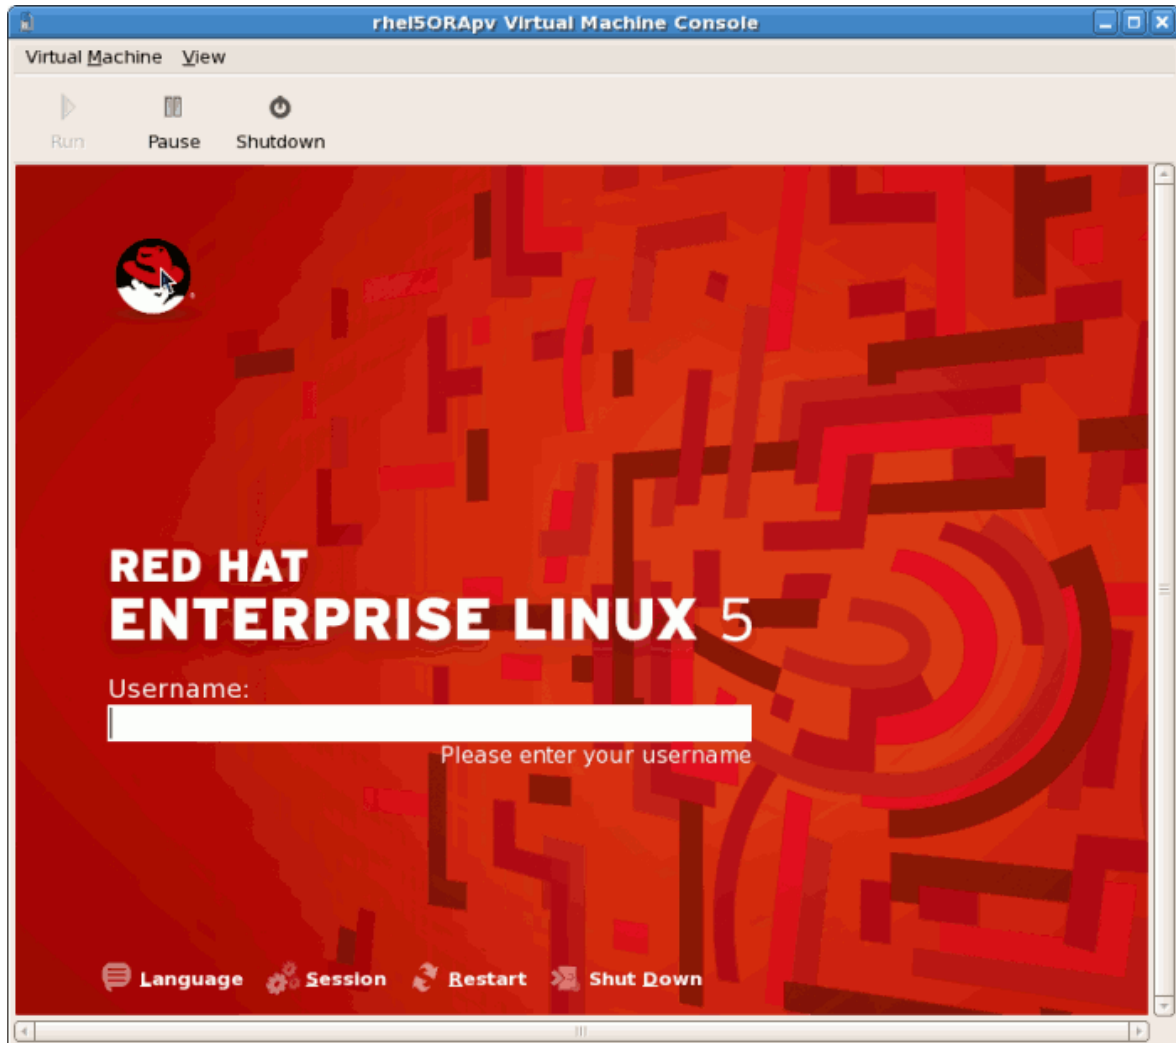 rhel5ORApv Virtual Machine Console
Virtual Machine View
Run Pause Shutdown
RED HAT
ENTERPRISE LINUX 5
Username:
Please enter your username
Language Session Restart Shut Down